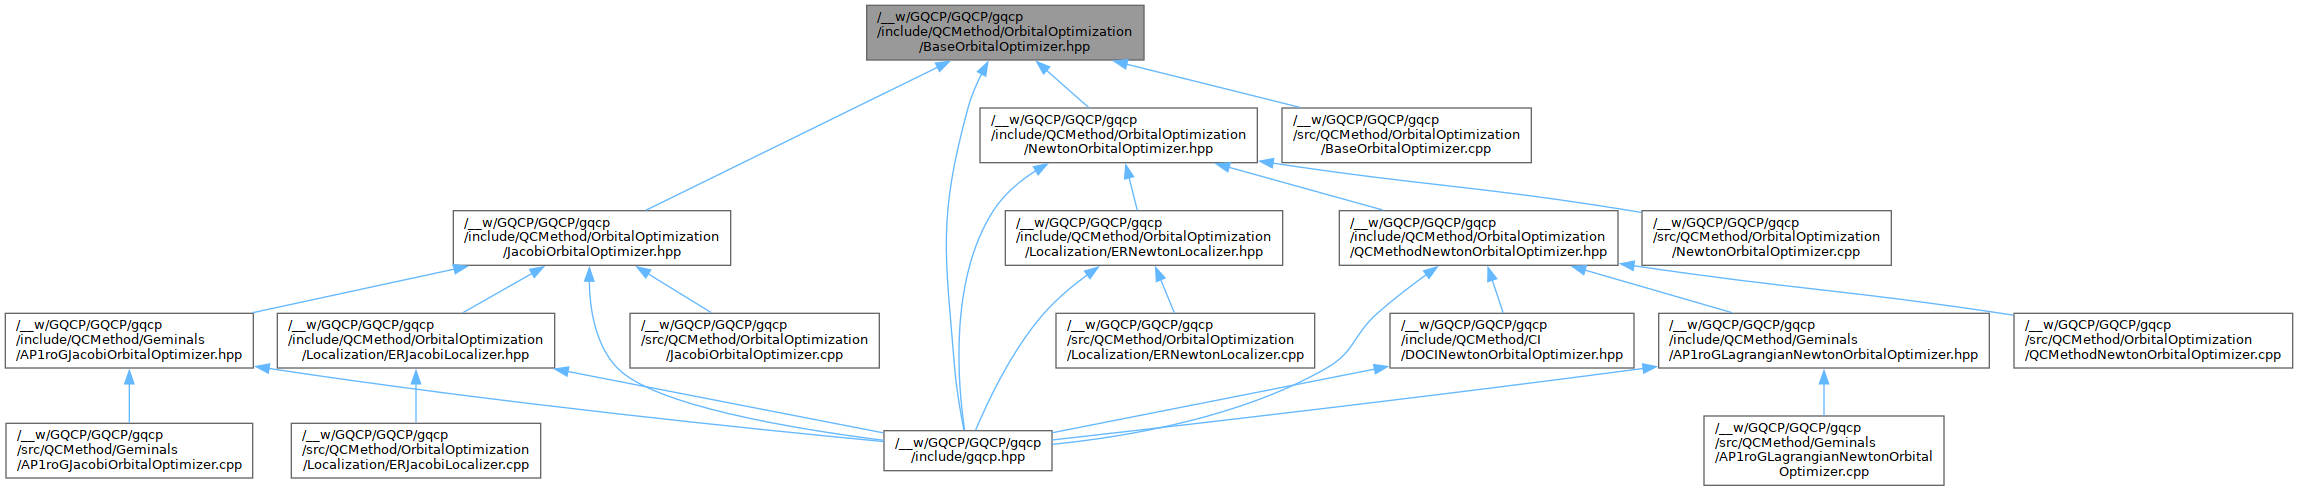 /__w/GQCP/GQCP/gqcp
/include/QCMethod/OrbitalOptimization
/BaseOrbitalOptimizer.hpp
/__w/GQCP/GQCP/gqcp
/include/QCMethod/OrbitalOptimization
/NewtonOrbitalOptimizer.hpp
/__w/GQCP/GQCP/gqcp
/src/QCMethod/OrbitalOptimization
/BaseOrbitalOptimizer.cpp
/__w/GQCP/GQCP/gqcp
/include/QCMethod/OrbitalOptimization
/JacobiOrbitalOptimizer.hpp
/__w/GQCP/GQCP/gqcp
/include/QCMethod/OrbitalOptimization
/Localization/ERNewtonLocalizer.hpp
/__w/GQCP/GQCP/gqcp
/include/QCMethod/OrbitalOptimization
/QCMethodNewtonOrbitalOptimizer.hpp
/__w/GQCP/GQCP/gqcp
/src/QCMethod/OrbitalOptimization
/NewtonOrbitalOptimizer.cpp
/__w/GQCP/GQCP/gqcp
/include/QCMethod/Geminals
/AP1roGJacobiOrbitalOptimizer.hpp
/__w/GQCP/GQCP/gqcp
/include/QCMethod/OrbitalOptimization
/Localization/ERJacobiLocalizer.hpp
/__w/GQCP/GQCP/gqcp
/src/QCMethod/OrbitalOptimization
/JacobiOrbitalOptimizer.cpp
/__w/GQCP/GQCP/gqcp
/src/QCMethod/OrbitalOptimization
/Localization/ERNewtonLocalizer.cpp
/__w/GQCP/GQCP/gqcp
/include/QCMethod/CI
/DOCINewtonOrbitalOptimizer.hpp
/__w/GQCP/GQCP/gqcp
/include/QCMethod/Geminals
/AP1roGLagrangianNewtonOrbitalOptimizer.hpp
/__w/GQCP/GQCP/gqcp
/src/QCMethod/OrbitalOptimization
/QCMethodNewtonOrbitalOptimizer.cpp
/__w/GQCP/GQCP/gqcp
/src/QCMethod/Geminals
/AP1roGJacobiOrbitalOptimizer.cpp
/__w/GQCP/GQCP/gqcp
/src/QCMethod/OrbitalOptimization
/Localization/ERJacobiLocalizer.cpp
/__w/GQCP/GQCP/gqcp
/include/gqcp.hpp
/__w/GQCP/GQCP/gqcp
/src/QCMethod/Geminals
/AP1roGLagrangianNewtonOrbital
Optimizer.cpp